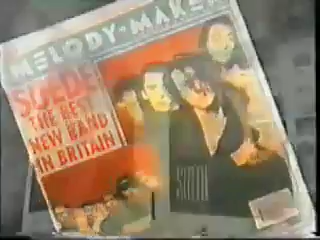 MELODY-MAKER
SUEDE
THE BEST
NEW BAND
IN BRITAIN